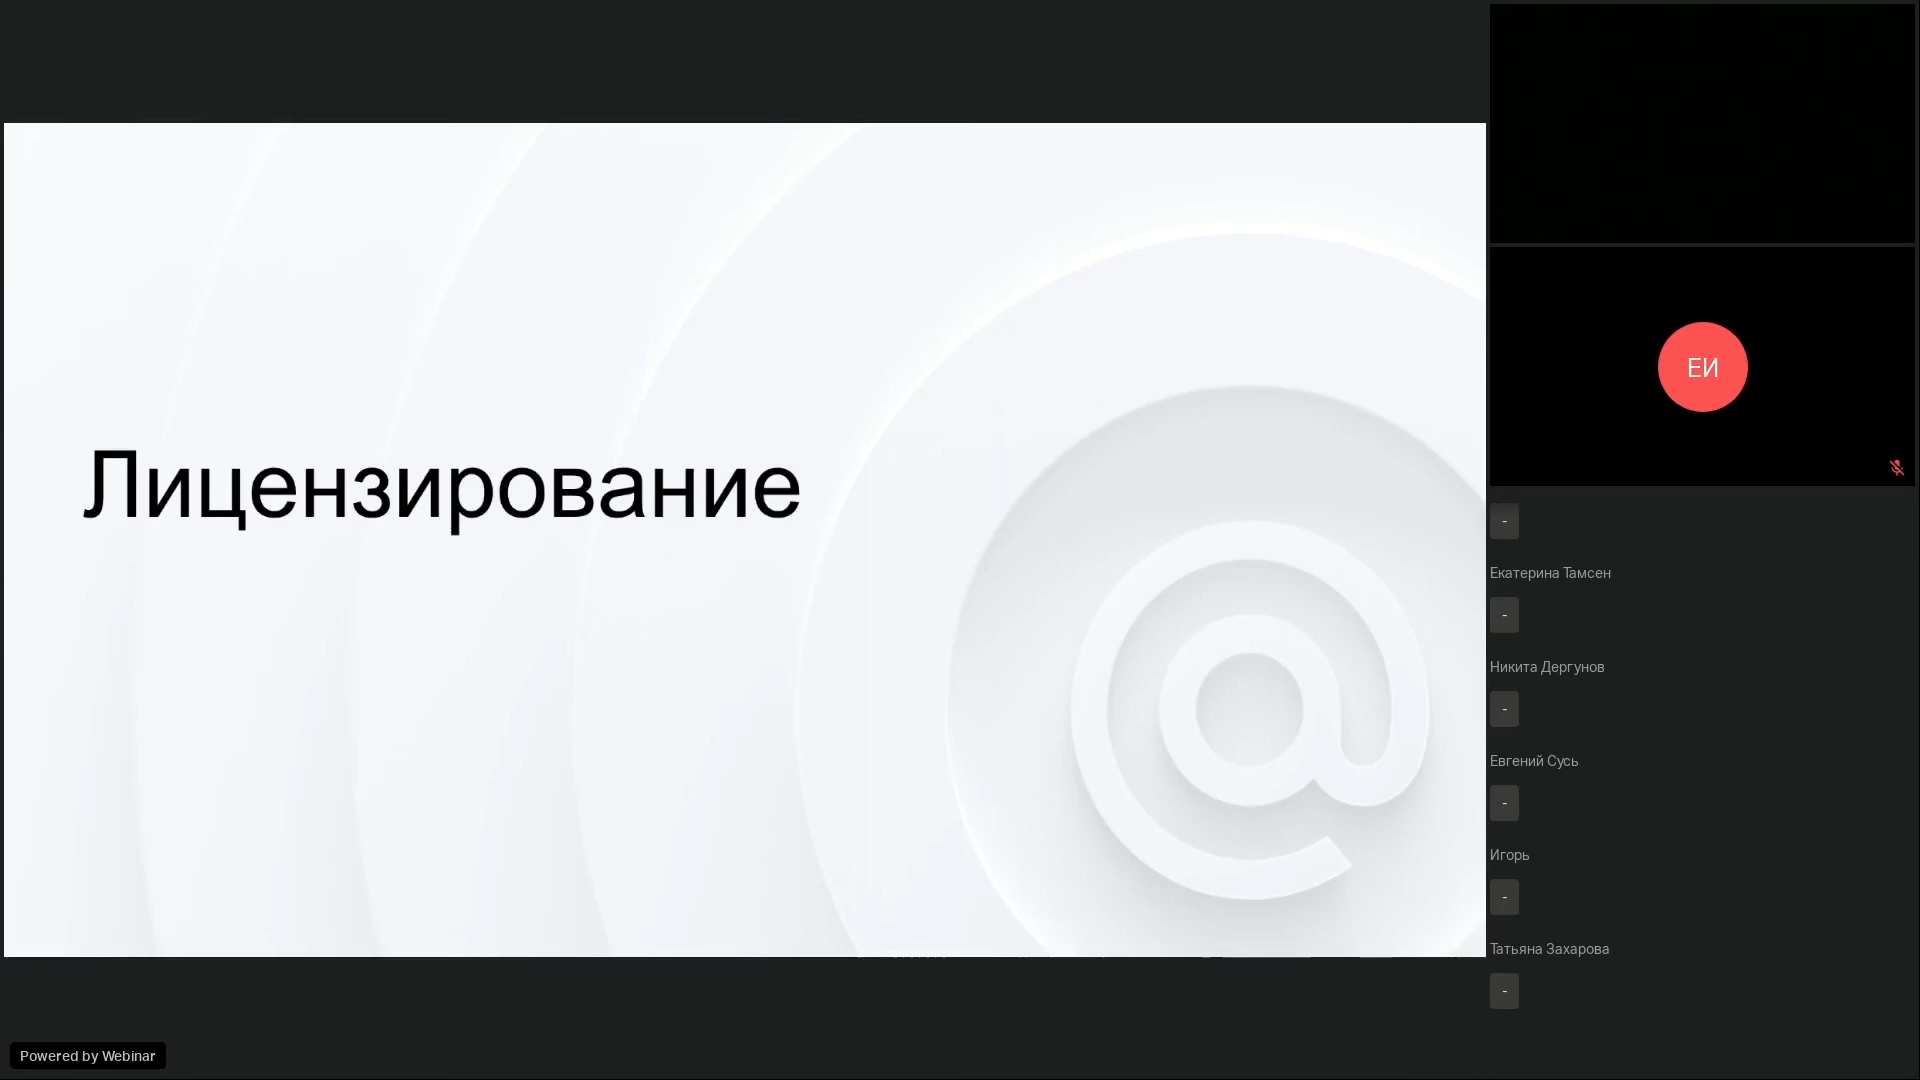 Лицензирование
@
ЕИ
-
Екатерина Тамсен
-
Никита Дергунов
-
Евгений Сусь
-
Игорь
-
Татьяна Захарова
-
Powered by Webinar